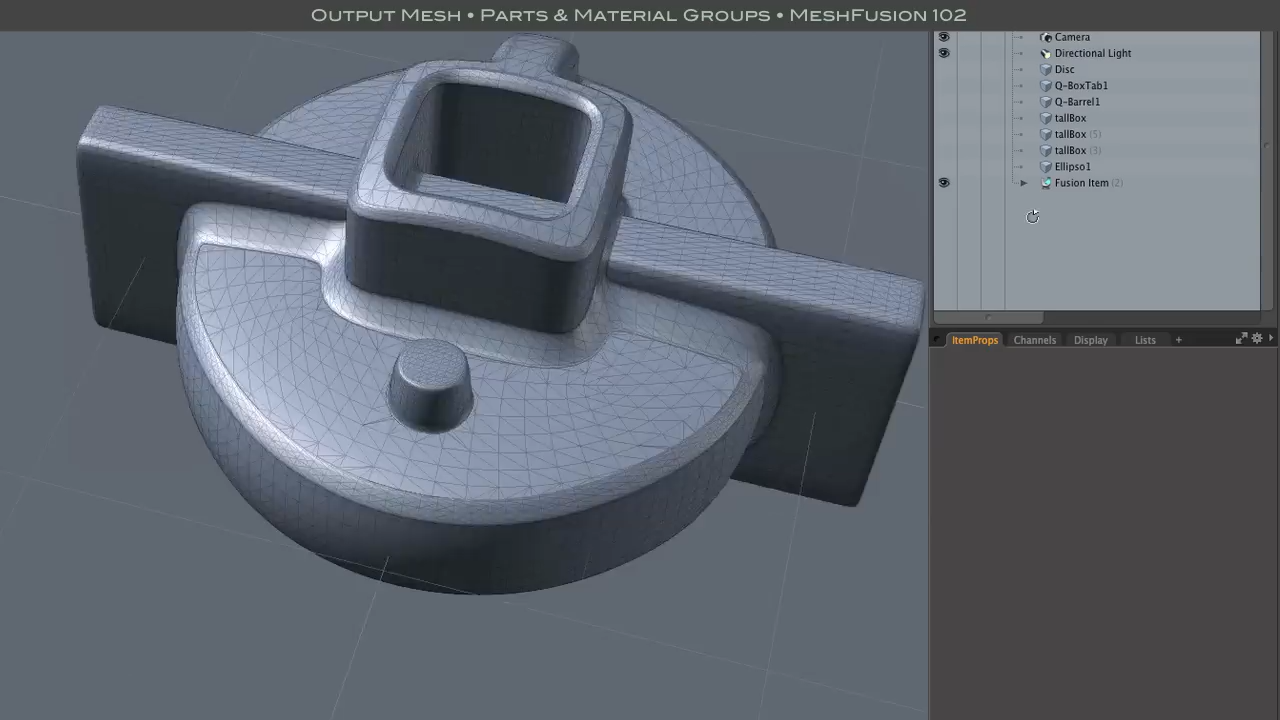 Output Mesh • Parts & Material Groups • MeshFusion 102
Camera
Directional Light
Disc
Q-BoxTab1
Q-Barrel1
tallBox
tallBox (5)
tallBox (3)
Ellipso1
Fusion Item (2)
ItemProps Channels Display Lists +